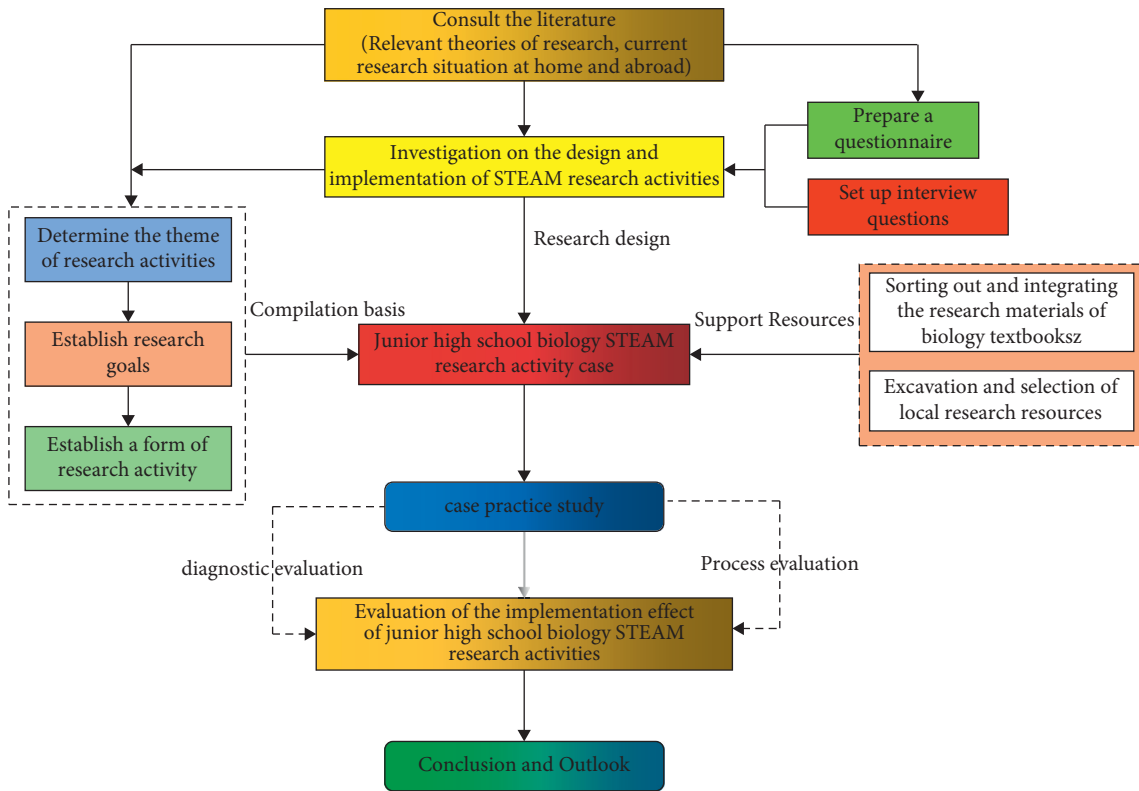 Consult the literature
(Relevant theories of research, current
research situation at home and abroad)
Prepare a
questionnaire
Investigation on the design and
implementation of STEAM research activities
Set up interview
questions
Determine the theme
of research activities
Research design
Sorting out and integrating
the research materials of
biology textbooksz
Compilation basis
Support Resources
Establish research
goals
Junior high school biology STEAM
research activity case
Excavation and selection of
local research resources
Establish a form of
research activity
case practice study
diagnostic evaluation
Process evaluation
Evaluation of the implementation effect
of junior high school biology STEAM
research activities
Conclusion and Outlook